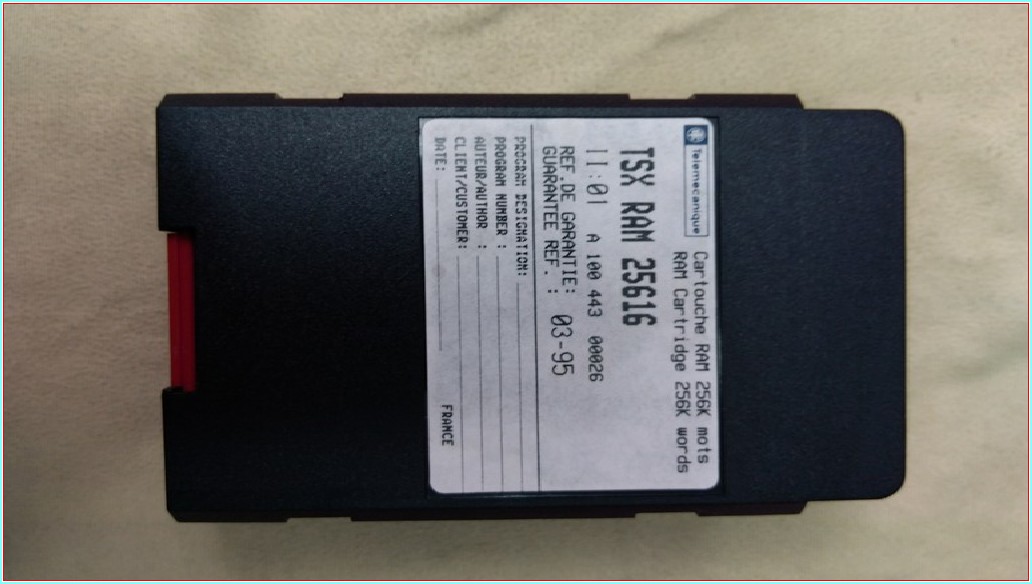 Telemecanique
Cartouche RAM 256K mots
RAM Cartridge 256K words
TSX RAM 25616
11:01 A 100 443 00026
REF.DE GARANTIE:
GUARANTEE REF. : 03-95
PROGRAM DESIGNATION:
PROGRAM NUMBER :
AUTEUR/AUTHOR :
CLIENT/CUSTOMER:
DATE: FRANCE